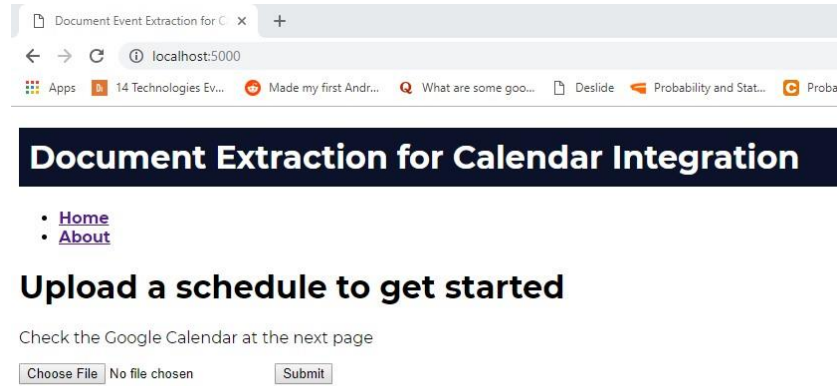 Document Event Extraction for C
localhost:5000
Apps 14 Technologies Ev... Made my first Andr... Q What are some goo... Deslide Probability and Stat... C Proba
Document Extraction for Calendar Integration
Home
About
Upload a schedule to get started
Check the Google Calendar at the next page
Choose File No file chosen Submit